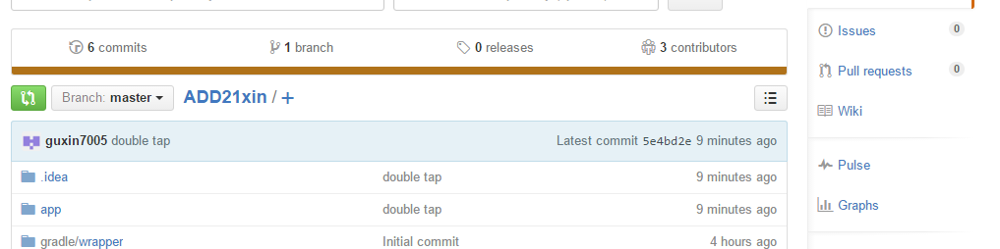 6 commits 1 branch 0 releases 3 contributors
Branch: master ADD21xin / +
guxin7005 double tap Latest commit 5e4bd2e 9 minutes ago
.idea double tap 9 minutes ago
app double tap 9 minutes ago
gradle/wrapper Initial commit 4 hours ago
Issues 0
Pull requests 0
Wiki
Pulse
Graphs